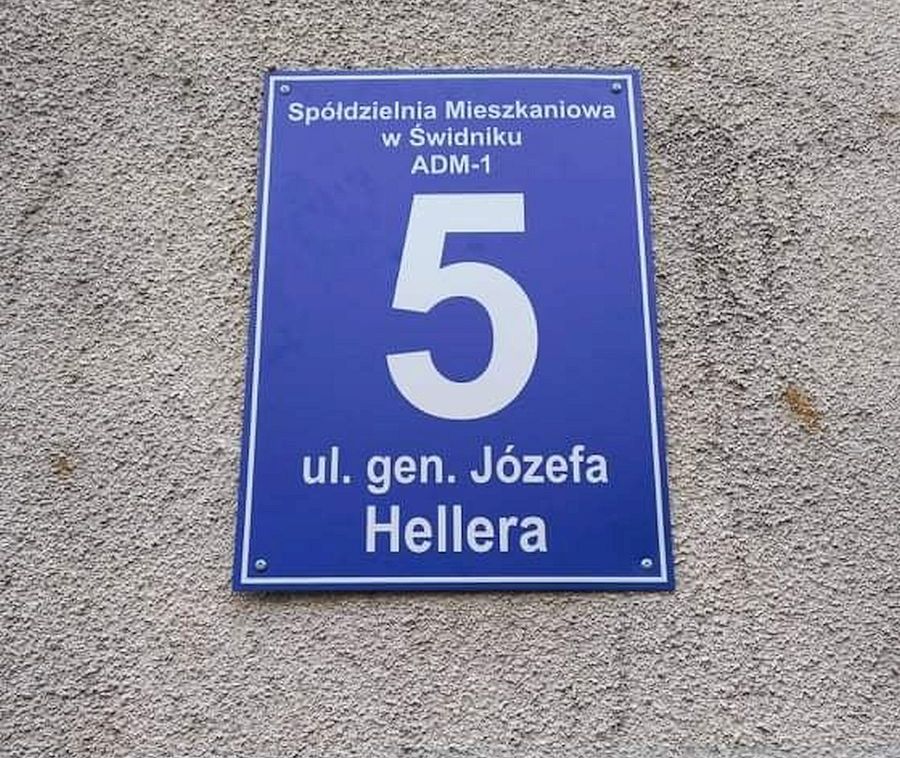 Spółdzielnia Mieszkaniowa
w Świdniku
ADM-1
5
ul. gen. Józefa
Hellera